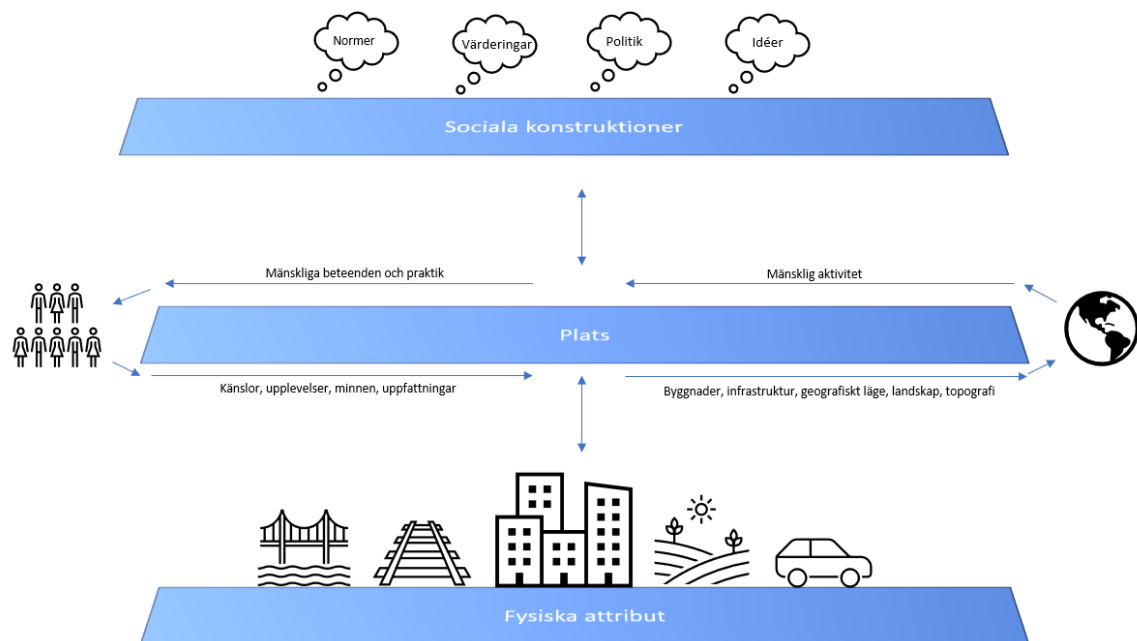 Normer
Värderingar
Politik
Idéer
Sociala konstruktioner
Mänskliga beteenden och praktik
Mänsklig aktivitet
Plats
Känslor, upplevelser, minnen, uppfattningar
Byggnader, infrastruktur, geografiskt läge, landskap, topografi
Fysiska attribut